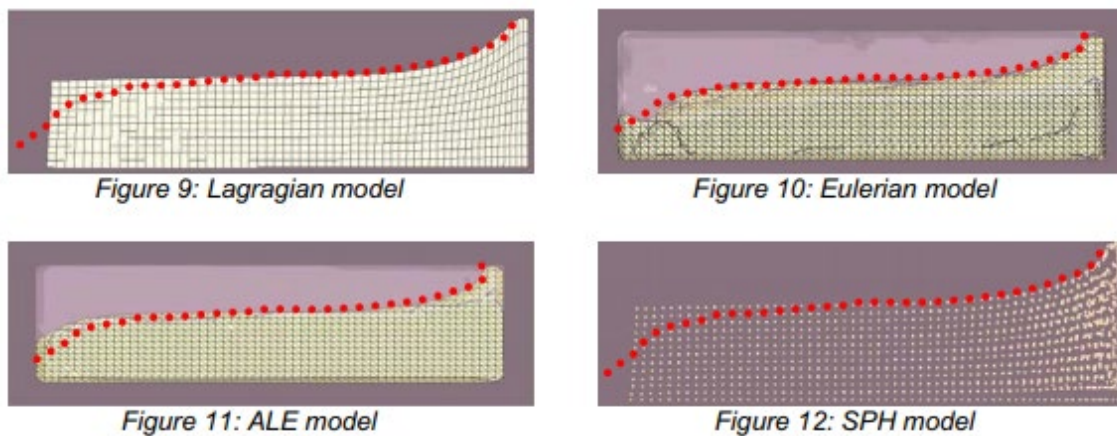 Figure 9: Lagragian model
Figure 10: Eulerian model
Figure 11: ALE model
Figure 12: SPH model